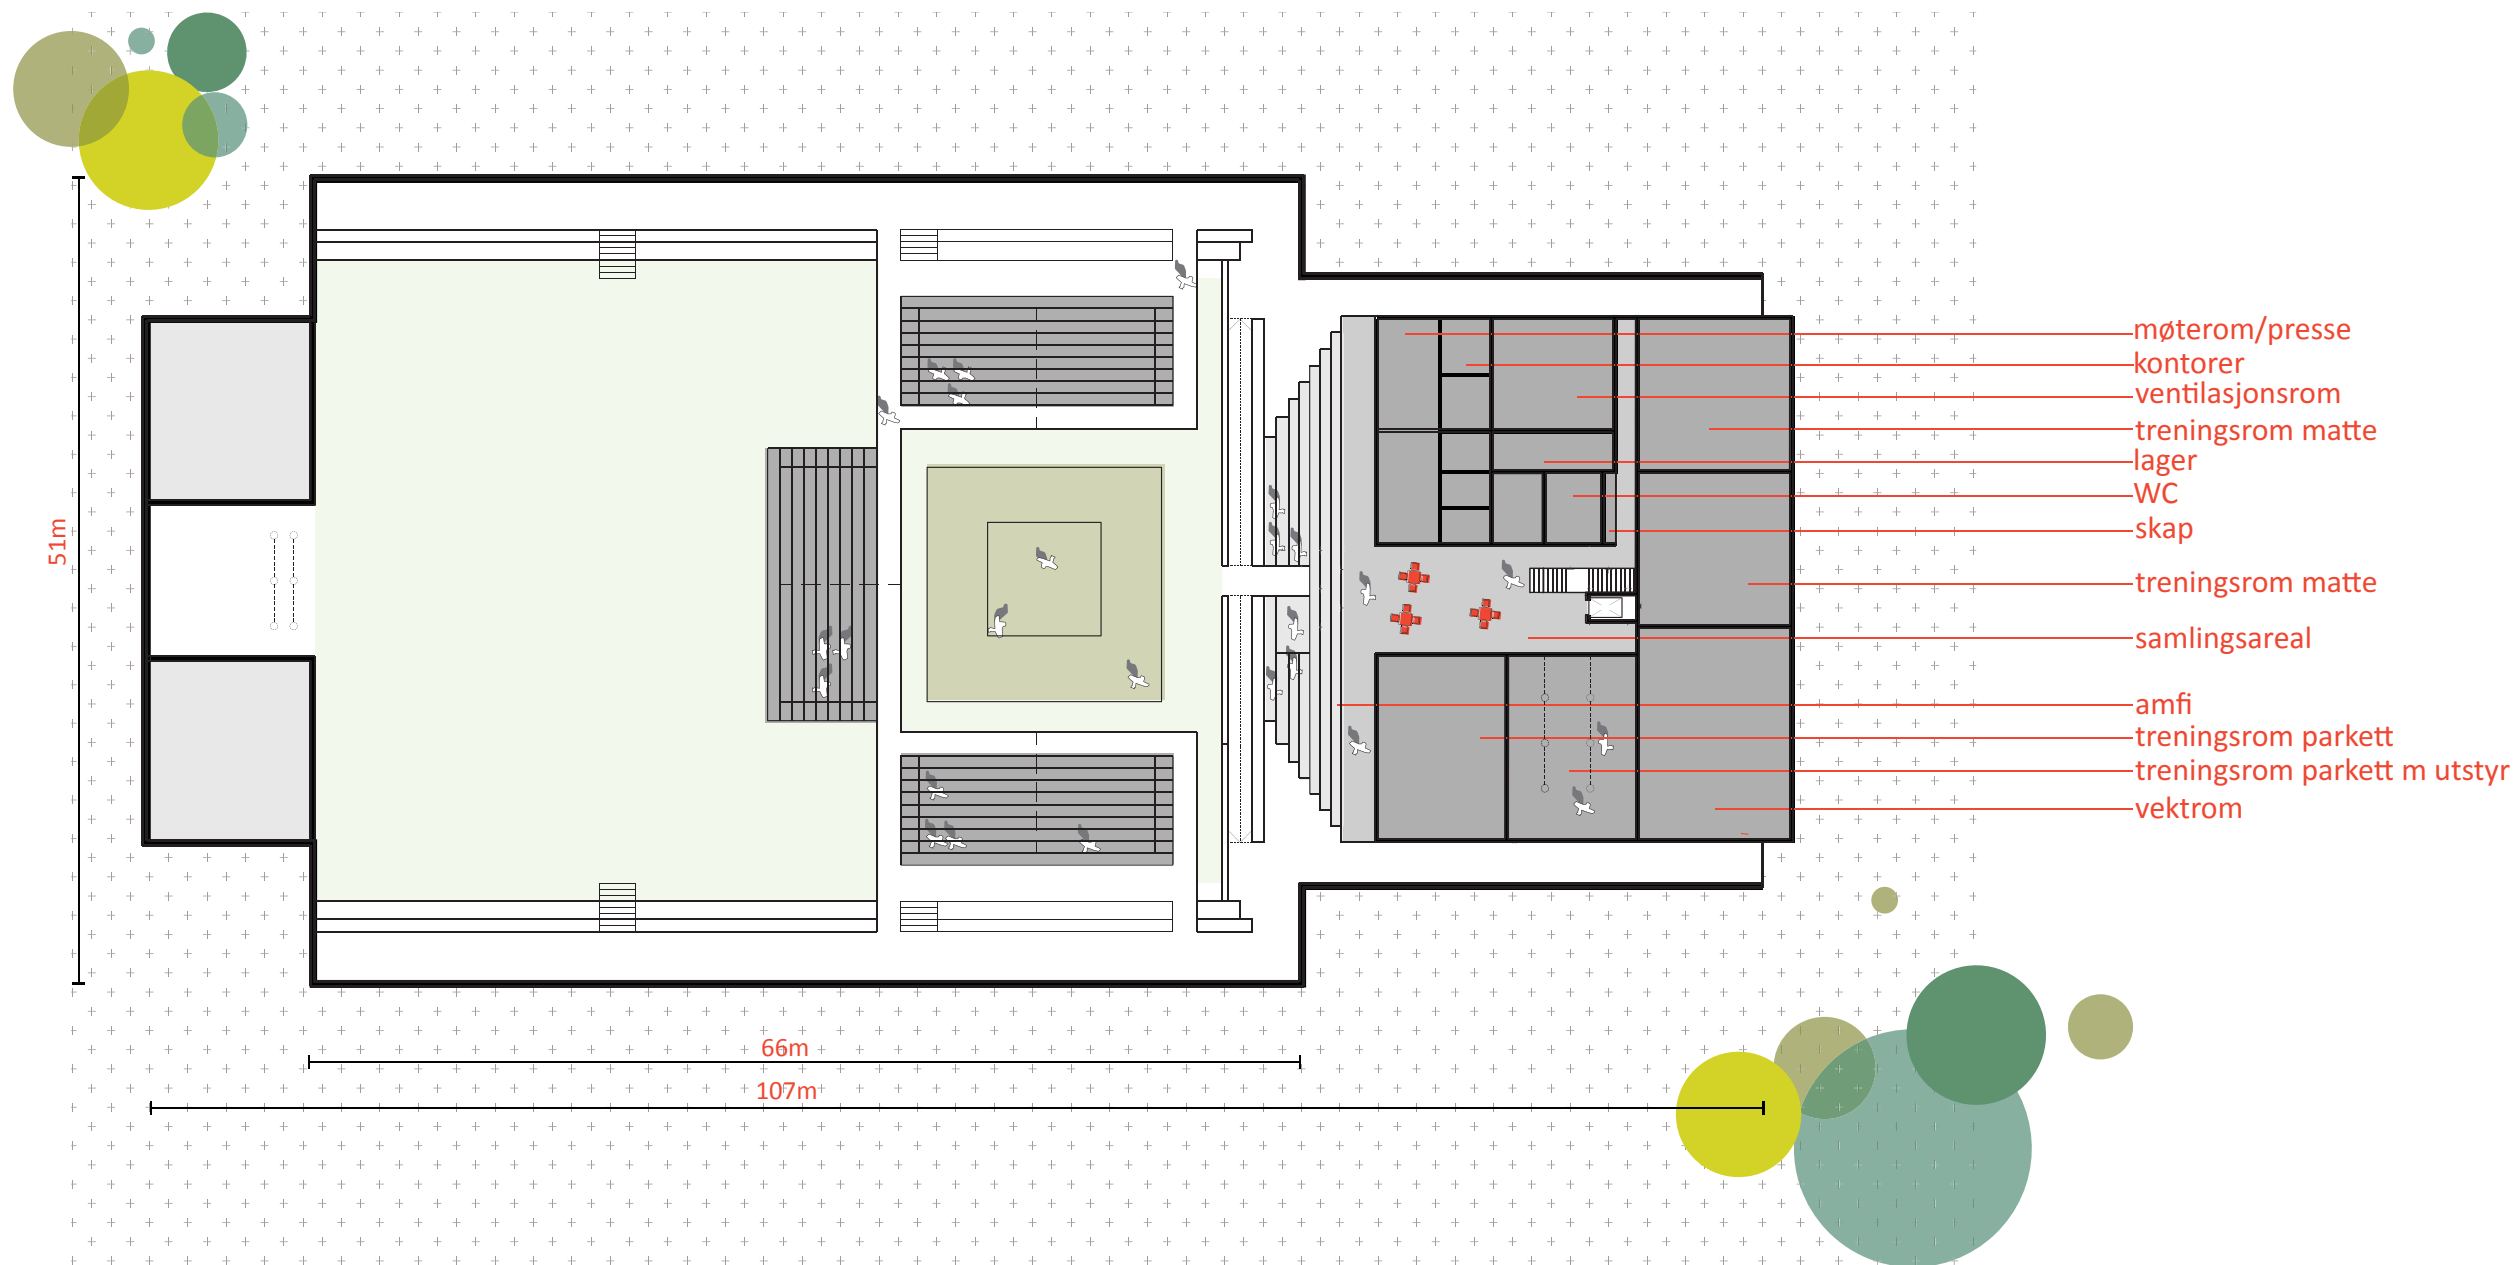 møterom/presse
kontorer
ventilasjonsrom
treningsrom matte
lager
WC
skap
treningsrom matte
samlingsareal
amfi
treningsrom parkett
treningsrom parkett m utstyr
vektrom
51m
66m
107m